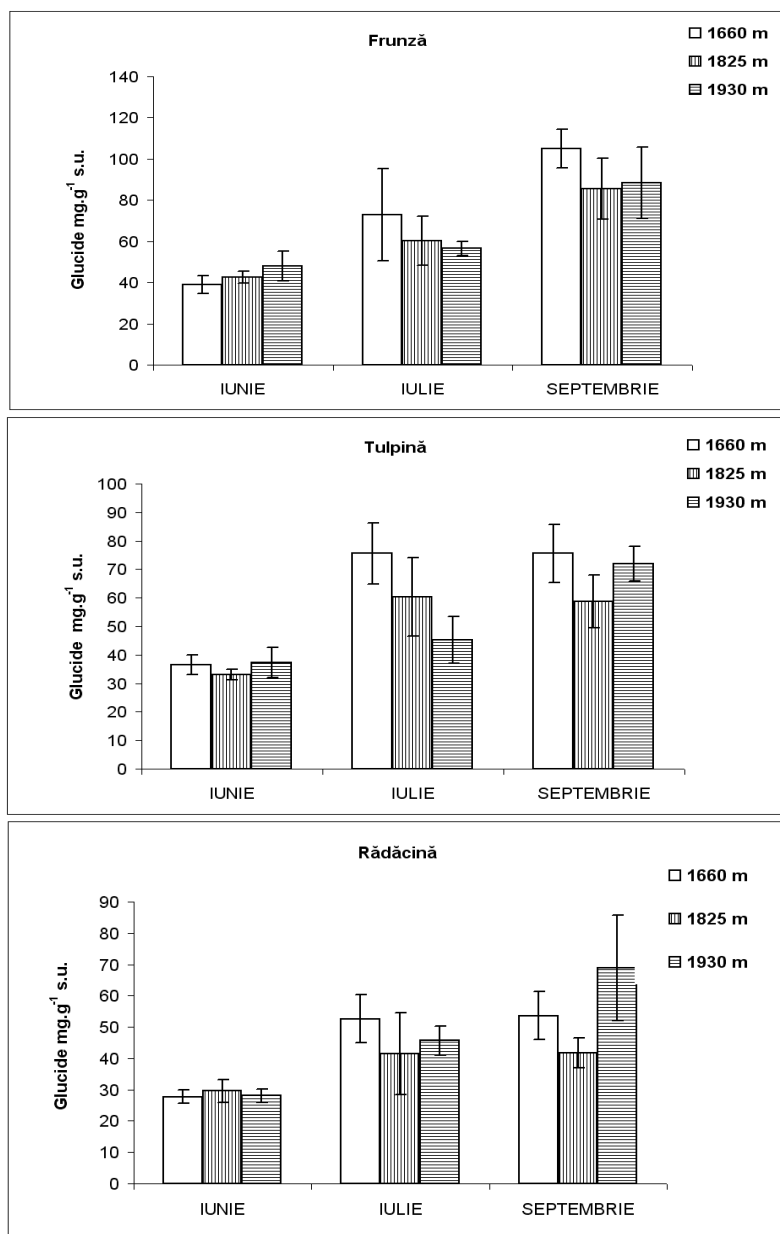 Frunză
1660 m
1825 m
1930 m
Glucide mg.g-1 s.u.
140
120
100
80
60
40
20
0
IUNIE IULIE SEPTEMBRIE
Tulpină
1660 m
1825 m
1930 m
Glucide mg.g-1 s.u.
100
90
80
70
60
50
40
30
20
10
0
IUNIE IULIE SEPTEMBRIE
Rădăcină
1660 m
1825 m
1930 m
Glucide mg.g-1 s.u.
90
80
70
60
50
40
30
20
10
0
IUNIE IULIE SEPTEMBRIE